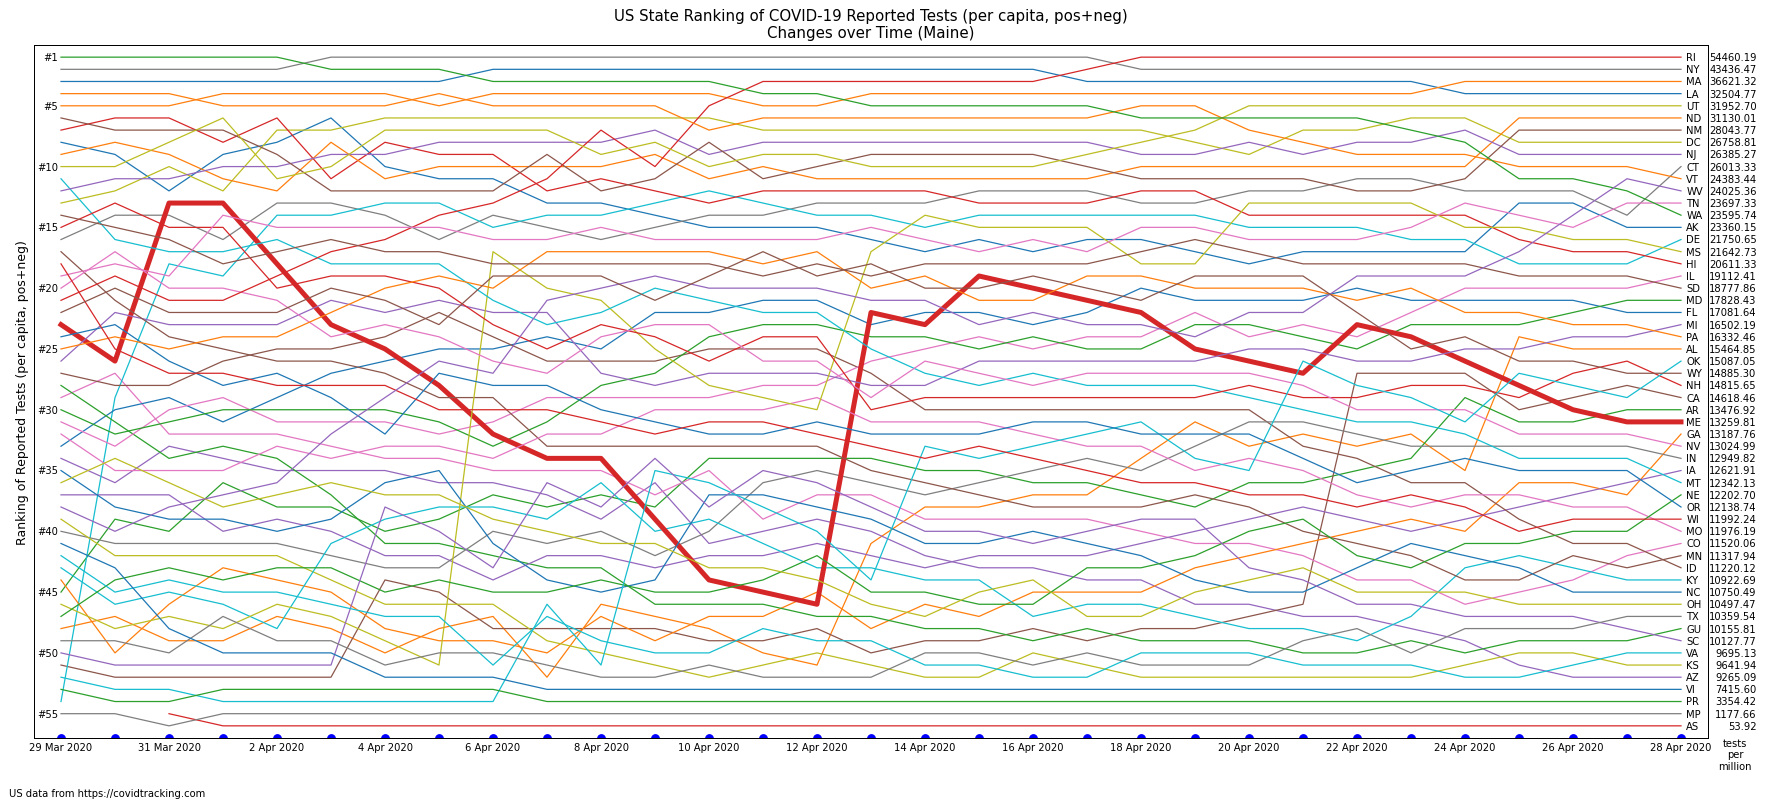 US State Ranking of COVID-19 Reported Tests (per capita, pos+neg)
Changes over Time (Maine)
Ranking of Reported Tests (per capita, pos+neg)
#1
#5
#10
#15
#20
#25
#30
#35
#40
#45
#50
#55
RI 54460.19
NY 43436.47
MA 36621.32
LA 32504.77
UT 31952.70
ND 31130.01
NM 28043.77
DC 26758.81
NJ 26385.27
CT 26013.33
VT 24383.44
WV 24025.36
TN 23697.33
WA 23595.74
AK 23360.15
DE 21750.65
MS 21642.73
HI 20611.33
IL 19112.41
SD 18777.86
MD 17828.43
FL 17081.64
MI 16502.19
PA 16332.46
AL 15464.85
OK 15087.05
WY 14885.30
NH 14815.65
CA 14618.46
AR 13476.92
ME 13259.81
GA 13187.76
NV 13024.99
IN 12949.82
IA 12621.91
MT 12342.13
NE 12202.70
OR 12138.74
WI 11992.24
MO 11976.19
CO 11520.06
MN 11317.94
ID 11220.12
KY 10922.69
NC 10750.49
OH 10497.47
TX 10359.54
GU 10155.81
SC 10127.77
VA 9695.13
KS 9641.94
AZ 9265.09
VI 7415.60
PR 3354.42
MP 1177.66
AS 53.92
29 Mar 2020 31 Mar 2020 2 Apr 2020 4 Apr 2020 6 Apr 2020 8 Apr 2020 10 Apr 2020 12 Apr 2020 14 Apr 2020 16 Apr 2020 18 Apr 2020 20 Apr 2020 22 Apr 2020 24 Apr 2020 26 Apr 2020 28 Apr 2020
tests
per
million
US data from https://covidtracking.com